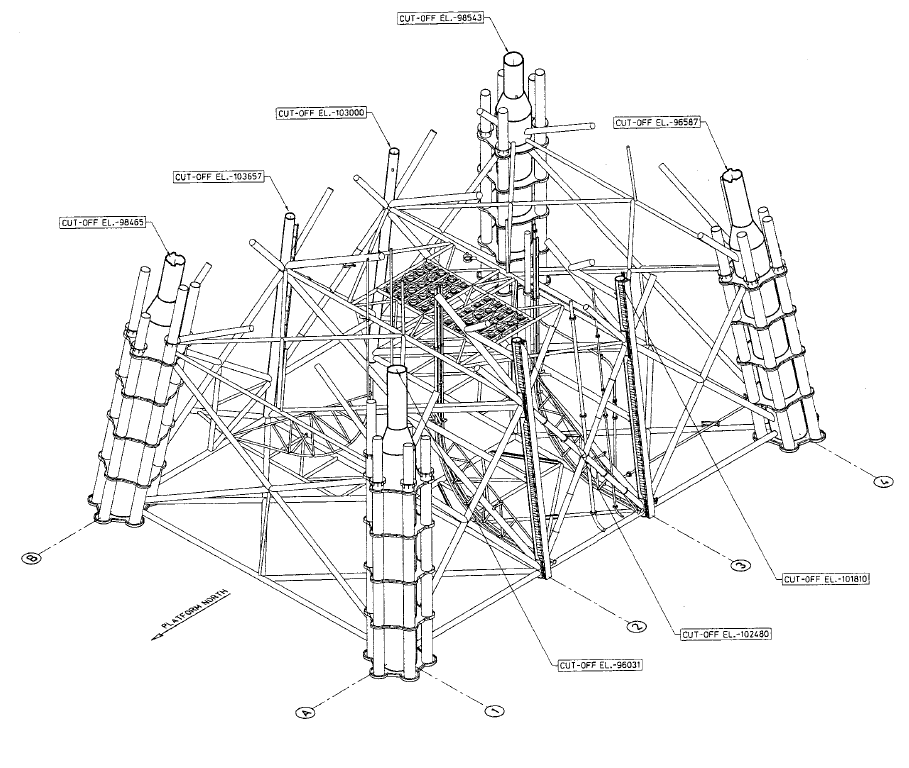 CUT-OFF EL.-98543
CUT-OFF EL.-103000
CUT-OFF EL.-96587
CUT-OFF EL.-103657
CUT-OFF EL.-98465
4
B
3
CUT-OFF EL.-101810
PLATFORM NORTH
2
CUT-OFF EL.-102480
CUT-OFF EL.-96031
A
1